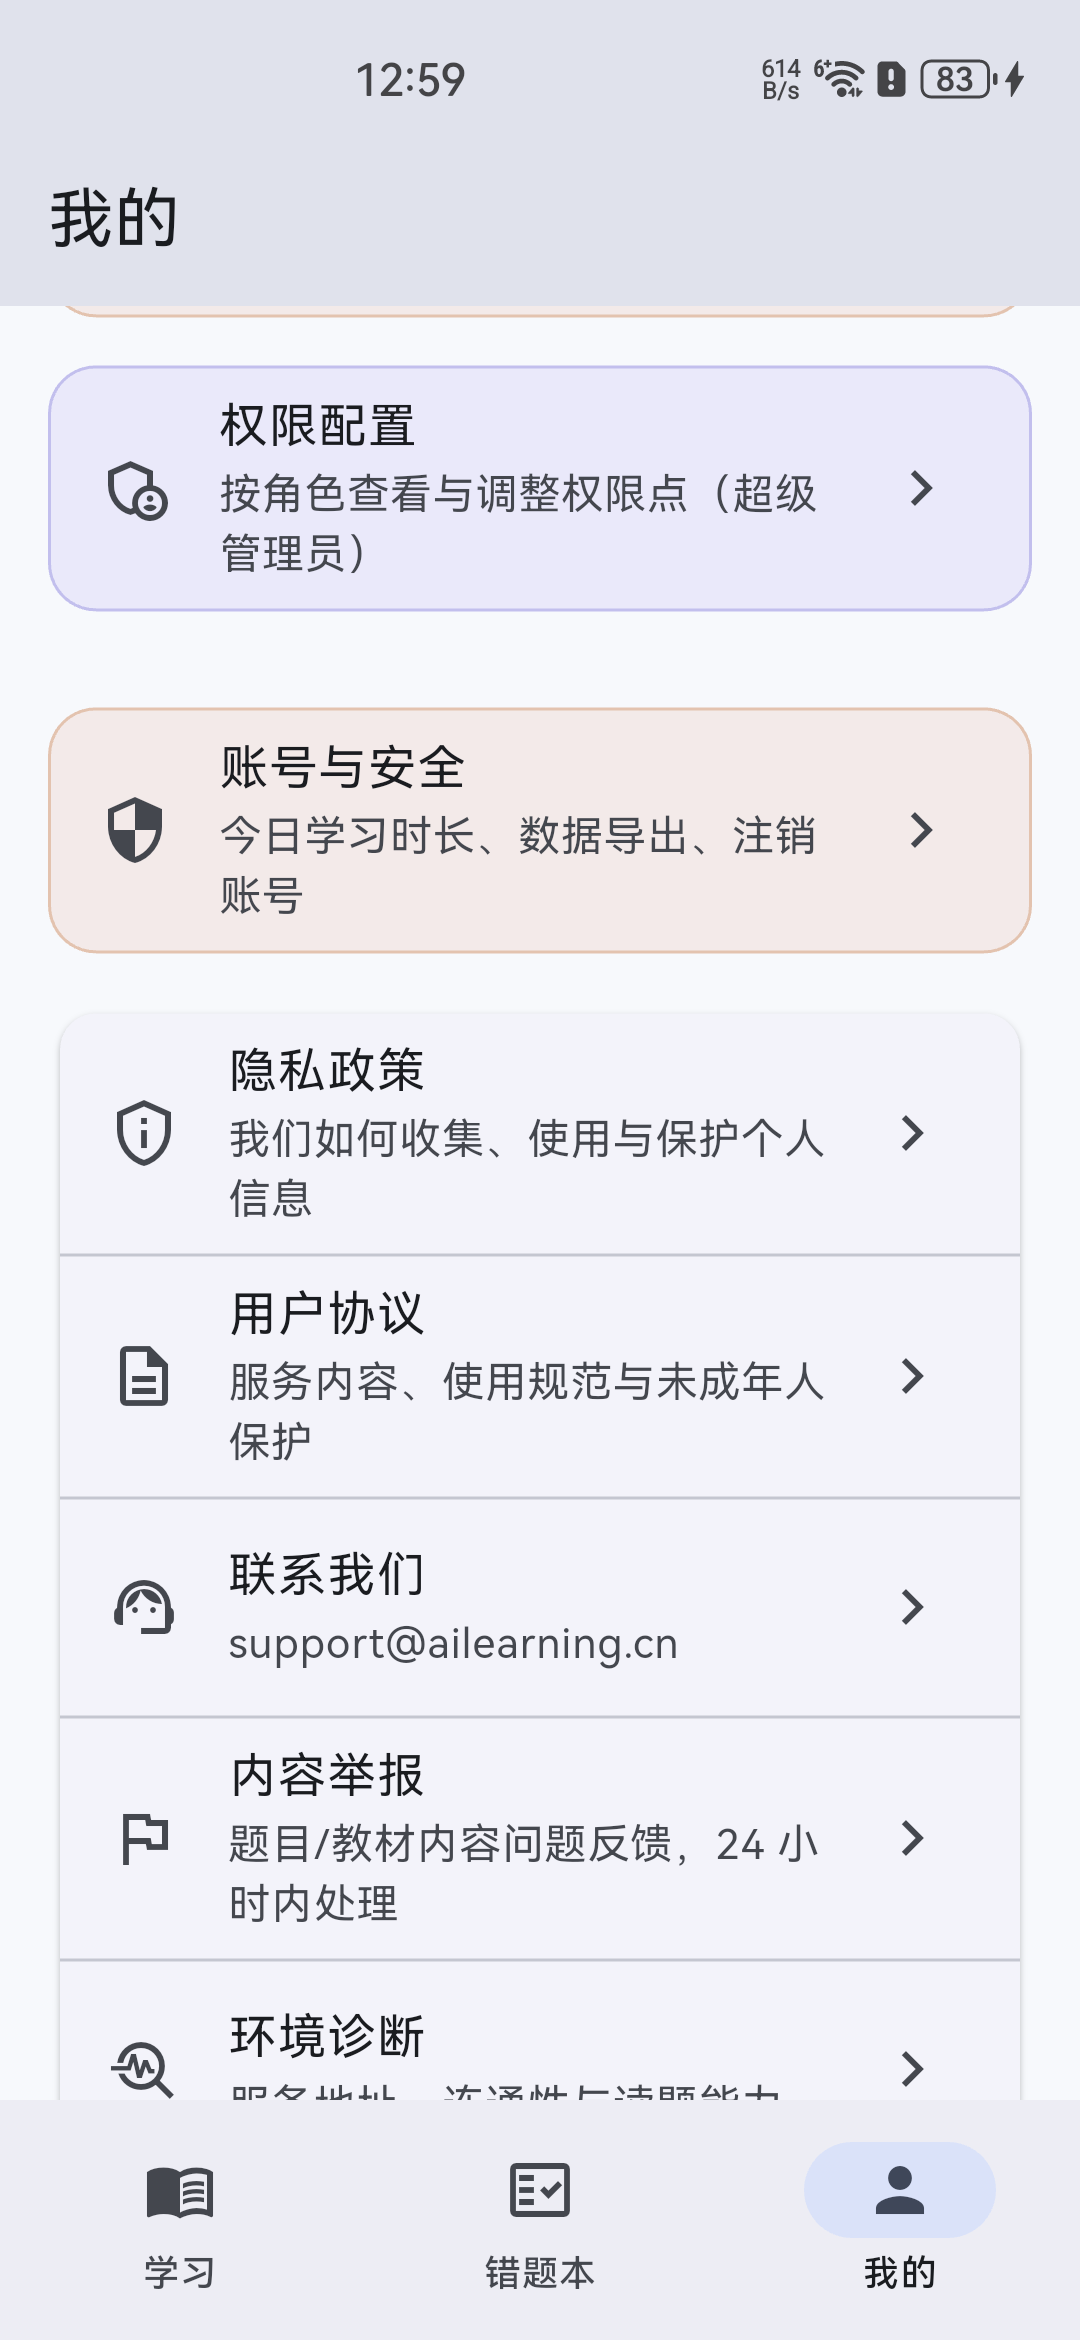 12:59
614
B/s
6+
83
我的
权限配置
按角色查看与调整权限点（超级
管理员）
账号与安全
今日学习时长、数据导出、注销
账号
隐私政策
我们如何收集、使用与保护个人
信息
用户协议
服务内容、使用规范与未成年人
保护
联系我们
support@ailearning.cn
内容举报
题目/教材内容问题反馈，24 小
时内处理
环境诊断
学习
错题本
我的